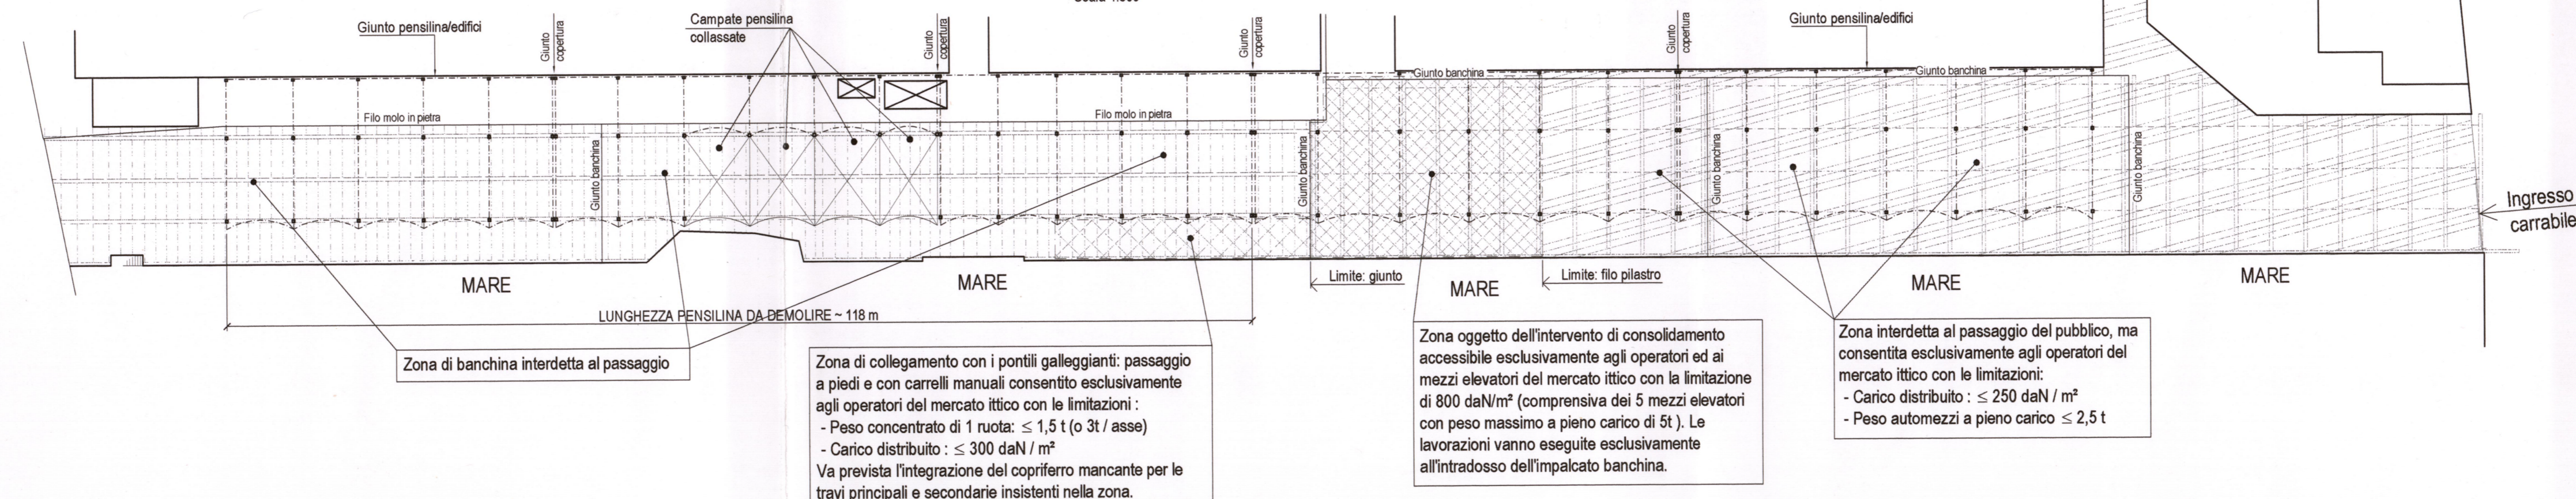 Giunto pensilina/edifici
Giunto
copertura
Campate pensilina
collassate
Giunto
copertura
Giunto
copertura
Giunto
copertura
Giunto pensilina/edifici
Giunto banchina
Giunto banchina
Filo molo in pietra
Filo molo in pietra
Giunto banchina
Giunto banchina
Giunto banchina
Giunto banchina
Ingresso
carrabile
MARE
MARE
Limite: giunto
MARE
Limite: filo pilastro
MARE
MARE
LUNGHEZZA PENSILINA DA DEMOLIRE ~ 118 m
Zona di banchina interdetta al passaggio
Zona di collegamento con i pontili galleggianti: passaggio
a piedi e con carrelli manuali consentito esclusivamente
agli operatori del mercato ittico con le limitazioni :
- Peso concentrato di 1 ruota: ≤ 1,5 t (o 3t / asse)
- Carico distribuito : ≤ 300 daN / m²
Va prevista l'integrazione del copriferro mancante per le
travi principali e secondarie insistenti nella zona.
Zona oggetto dell'intervento di consolidamento
accessibile esclusivamente agli operatori ed ai
mezzi elevatori del mercato ittico con la limitazione
di 800 daN/m² (comprensiva dei 5 mezzi elevatori
con peso massimo a pieno carico di 5t ). Le
lavorazioni vanno eseguite esclusivamente
all'intradosso dell'impalcato banchina.
Zona interdetta al passaggio del pubblico, ma
consentita esclusivamente agli operatori del
mercato ittico con le limitazioni:
- Carico distribuito : ≤ 250 daN / m²
- Peso automezzi a pieno carico ≤ 2,5 t